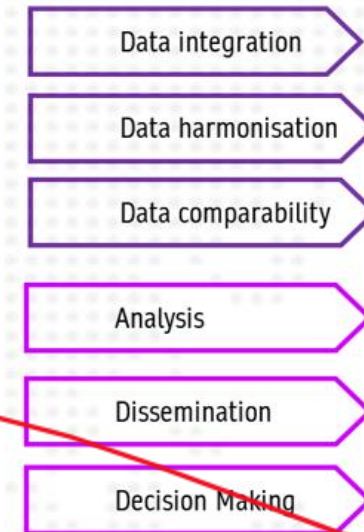 Data integration
Data harmonisation
Data comparability
Analysis
Dissemination
Decision Making